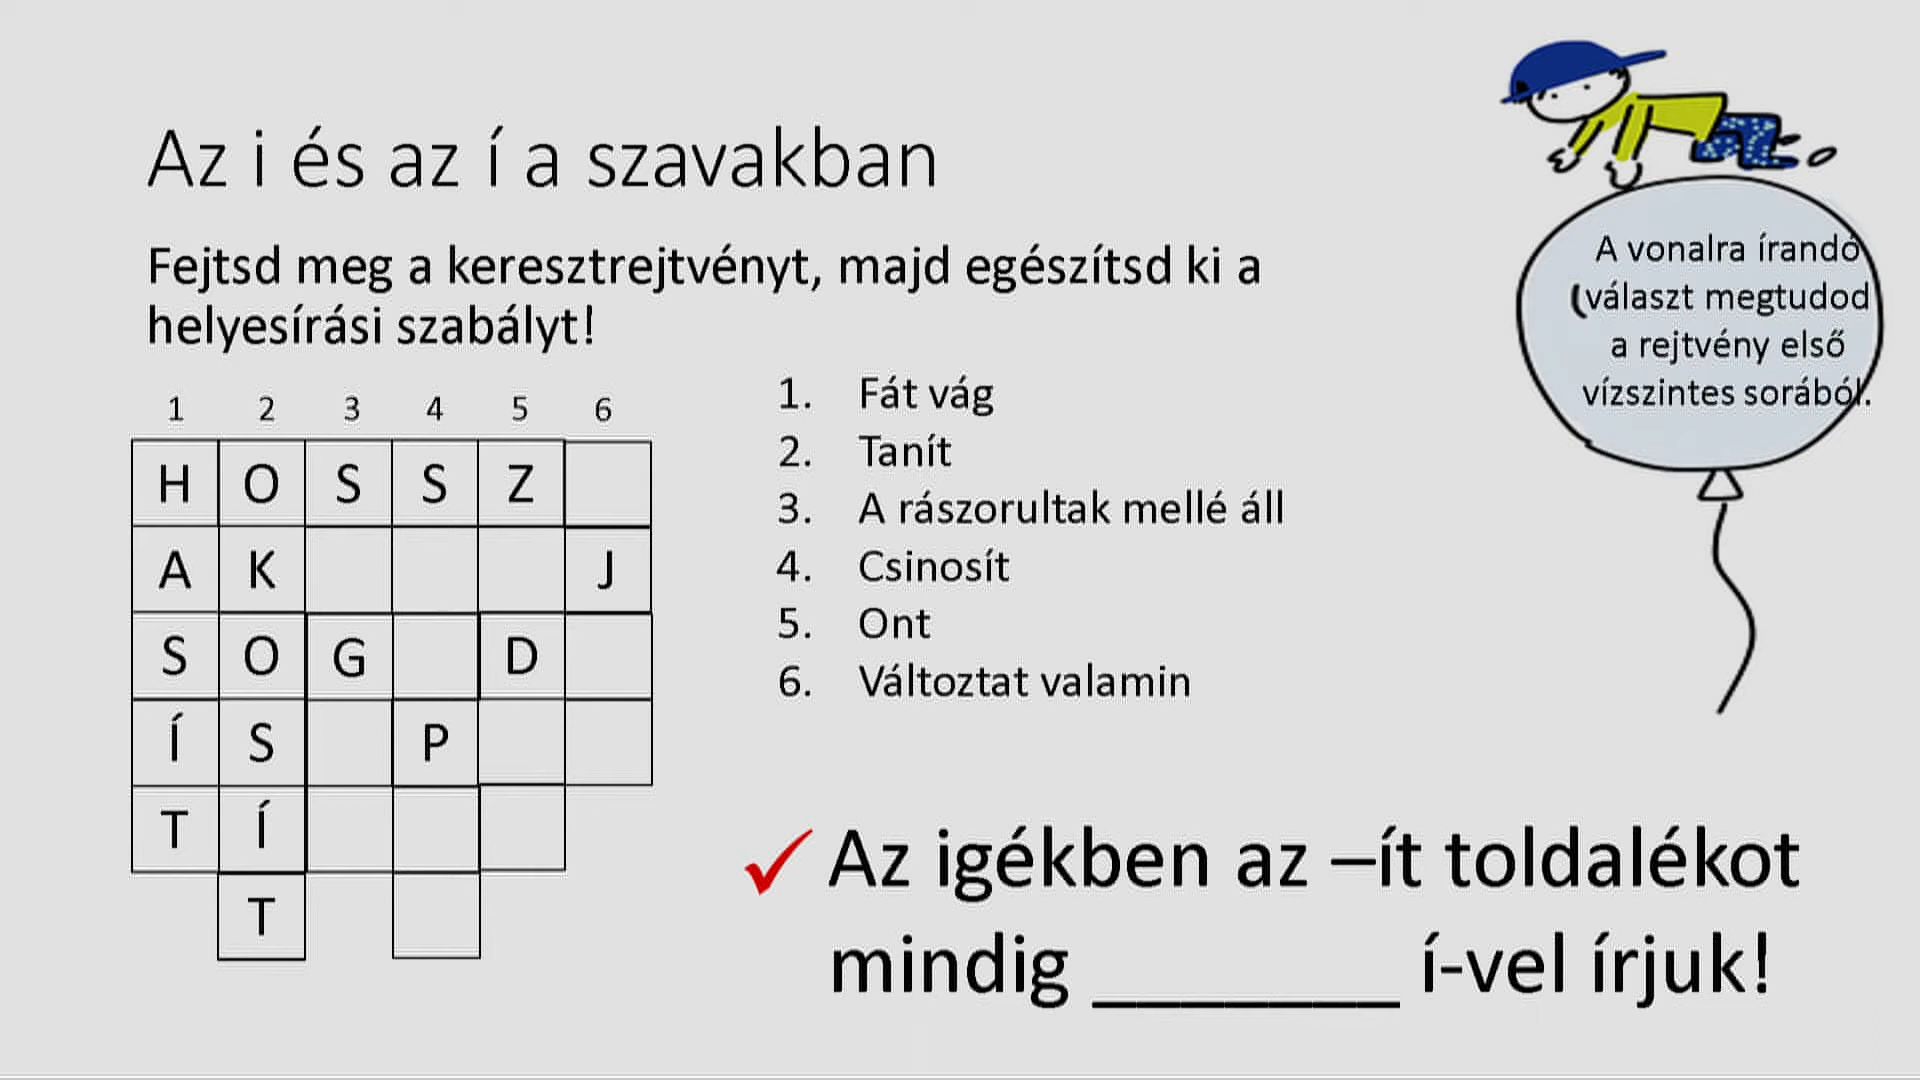 Az i és az í a szavakban
Fejtsd meg a keresztrejtvényt, majd egészítsd ki a
helyesírási szabályt!
A vonalra írandó
választ megtudod
a rejtvény első
vízszintes sorából.
1 2 3 4 5 6
H O S S Z
A K J
S O G D
Í S P
T Í
T
1. Fát vág
2. Tanít
3. A rászorultak mellé áll
4. Csinosít
5. Ont
6. Változtat valamin
Az igékben az –ít toldalékot
mindig _______ í-vel írjuk!